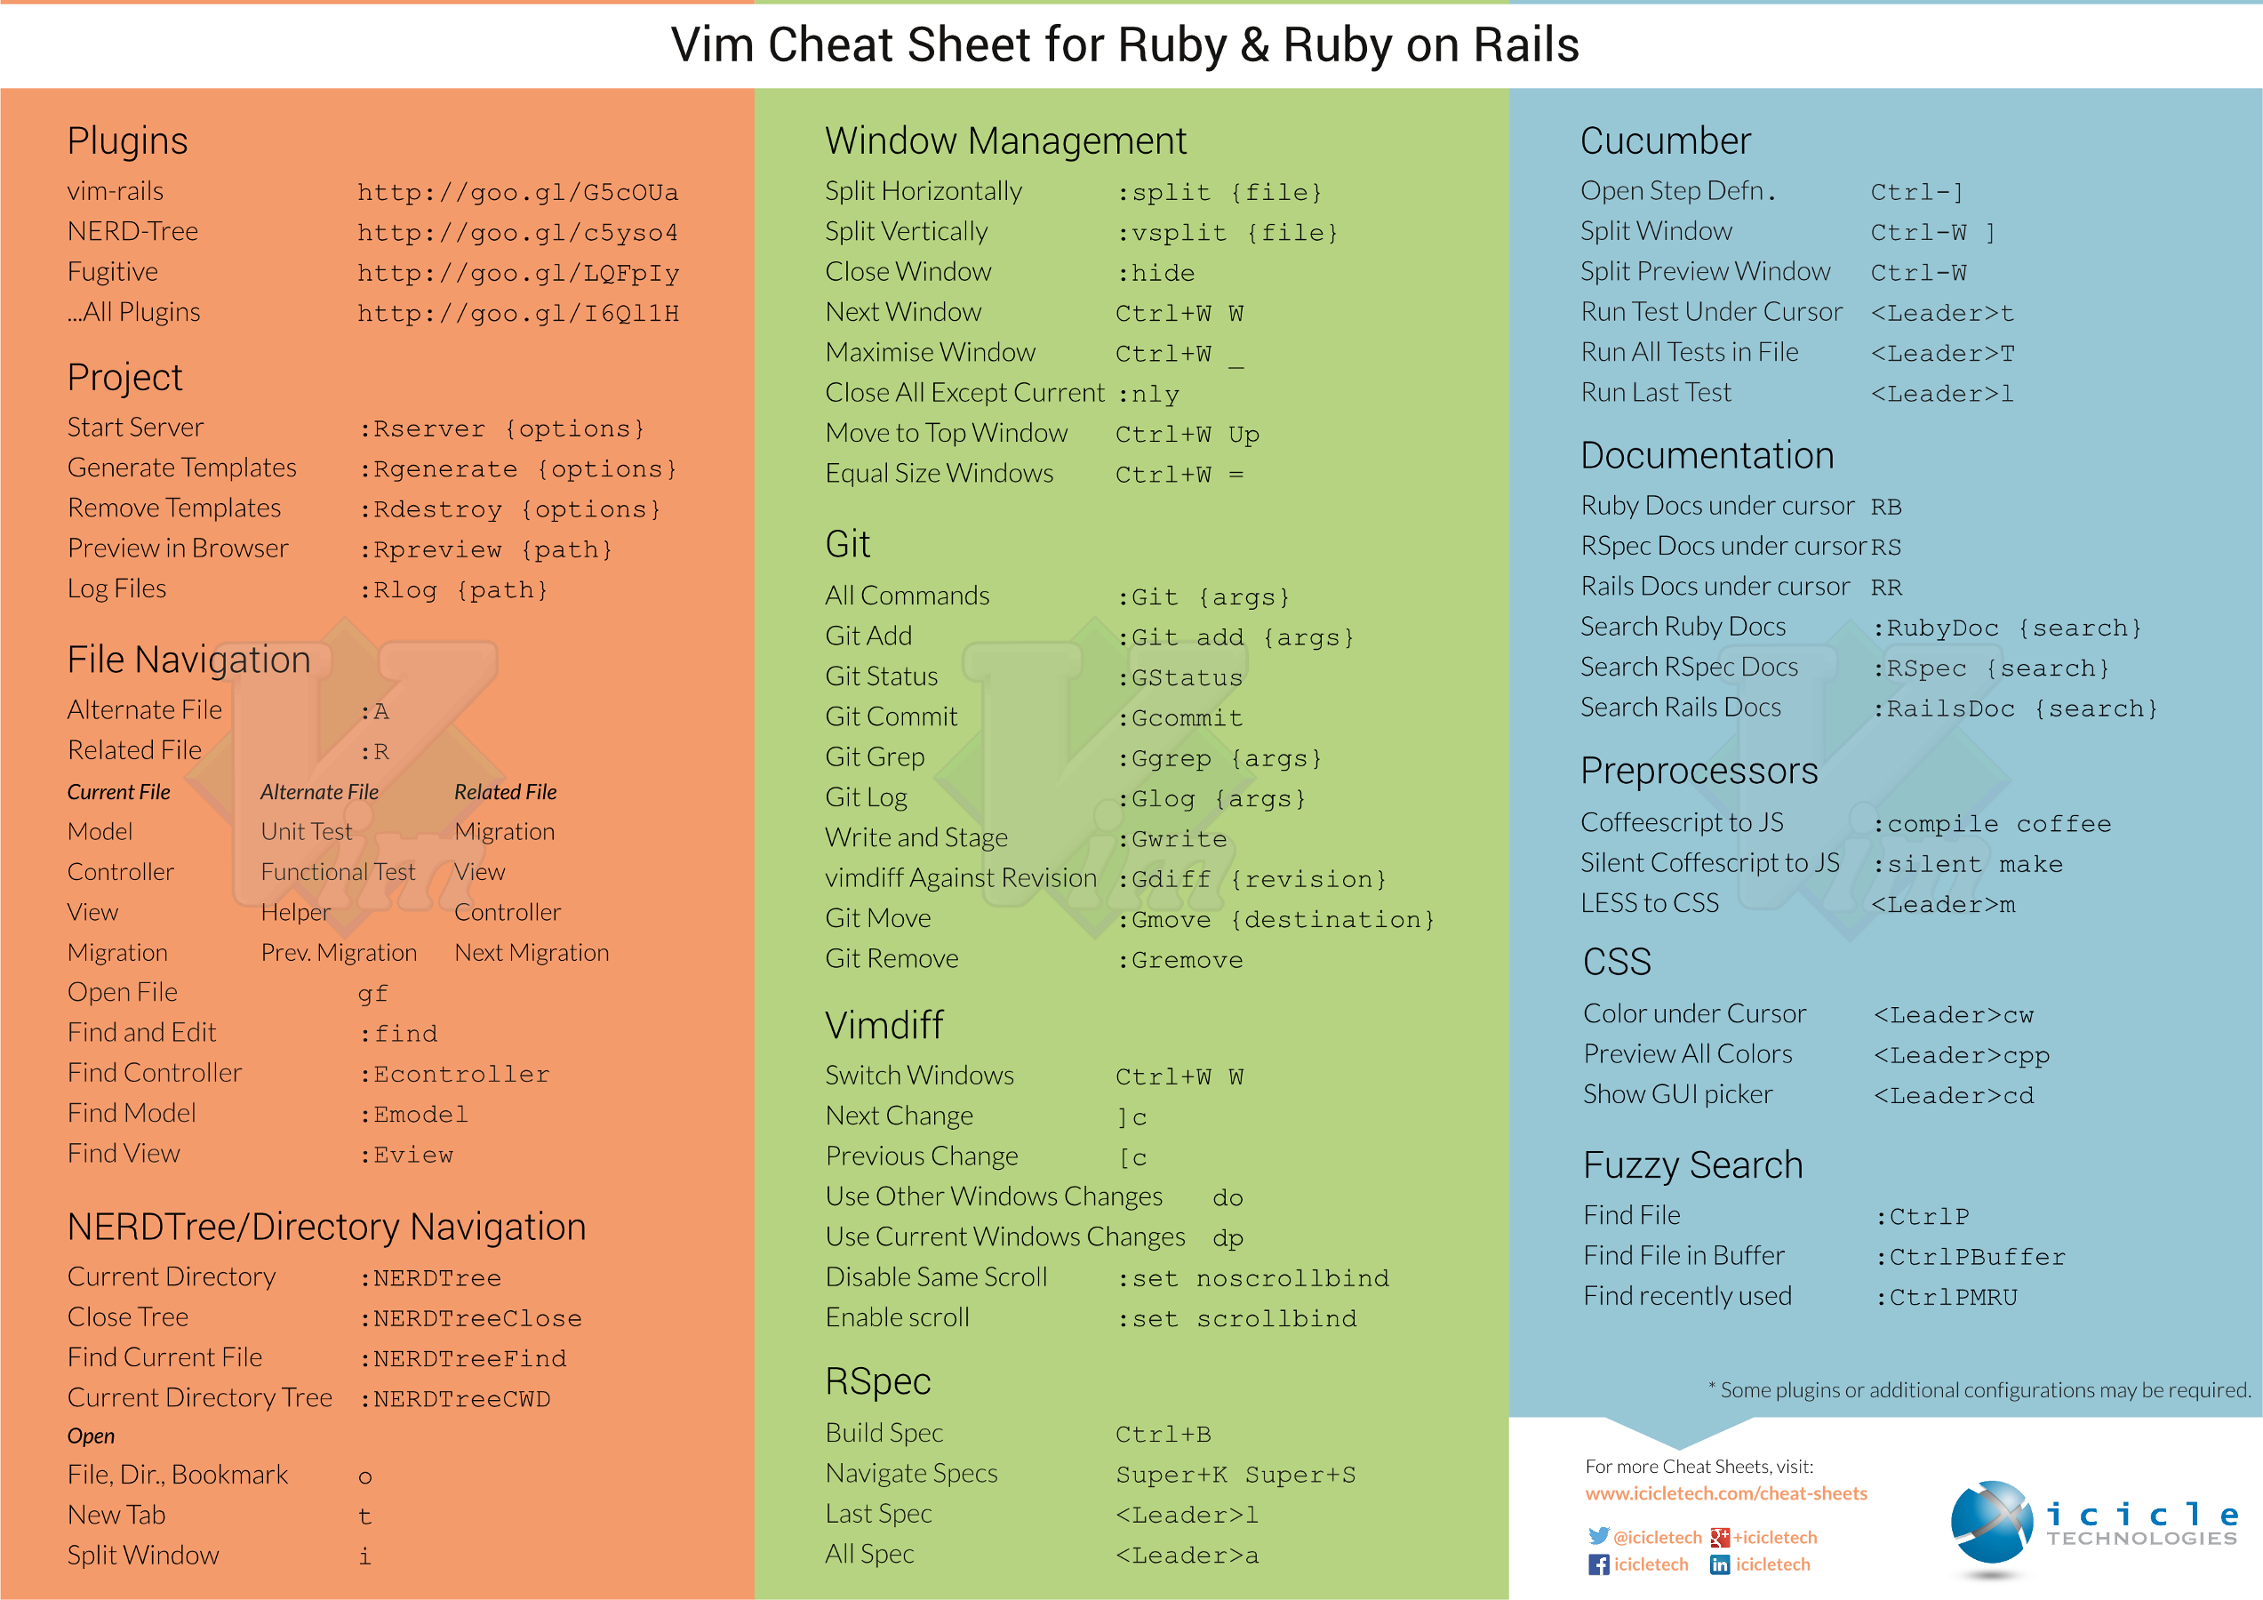 Vim Cheat Sheet for Ruby & Ruby on Rails
Plugins
vim-rails http://goo.gl/G5cOUa
NERD-Tree http://goo.gl/c5yso4
Fugitive http://goo.gl/LQFpIy
...All Plugins http://goo.gl/I6Ql1H
Project
Start Server :Rserver {options}
Generate Templates :Rgenerate {options}
Remove Templates :Rdestroy {options}
Preview in Browser :Rpreview {path}
Log Files :Rlog {path}
File Navigation
Alternate File :A
Related File :R
Current File Alternate File Related File
Model Unit Test Migration
Controller Functional Test View
View Helper Controller
Migration Prev. Migration Next Migration
Open File gf
Find and Edit :find
Find Controller :Econtroller
Find Model :Emodel
Find View :Eview
NERDTree/Directory Navigation
Current Directory :NERDTree
Close Tree :NERDTreeClose
Find Current File :NERDTreeFind
Current Directory Tree :NERDTreeCWD
Open
File, Dir., Bookmark o
New Tab t
Split Window i
Vim
Window Management
Split Horizontally :split {file}
Split Vertically :vsplit {file}
Close Window :hide
Next Window Ctrl+W W
Maximise Window Ctrl+W _
Close All Except Current :nly
Move to Top Window Ctrl+W Up
Equal Size Windows Ctrl+W =
Git
All Commands :Git {args}
Git Add :Git add {args}
Git Status :GStatus
Git Commit :Gcommit
Git Grep :Ggrep {args}
Git Log :Glog {args}
Write and Stage :Gwrite
vimdiff Against Revision :Gdiff {revision}
Git Move :Gmove {destination}
Git Remove :Gremove
Vimdiff
Switch Windows Ctrl+W W
Next Change ]c
Previous Change [c
Use Other Windows Changes do
Use Current Windows Changes dp
Disable Same Scroll :set noscrollbind
Enable scroll :set scrollbind
RSpec
Build Spec Ctrl+B
Navigate Specs Super+K Super+S
Last Spec <Leader>l
All Spec <Leader>a
Vim
Cucumber
Open Step Defn. Ctrl-]
Split Window Ctrl-W ]
Split Preview Window Ctrl-W
Run Test Under Cursor <Leader>t
Run All Tests in File <Leader>T
Run Last Test <Leader>l
Documentation
Ruby Docs under cursor RB
RSpec Docs under cursor RS
Rails Docs under cursor RR
Search Ruby Docs :RubyDoc {search}
Search RSpec Docs :RSpec {search}
Search Rails Docs :RailsDoc {search}
Preprocessors
Coffeescript to JS :compile coffee
Silent Coffescript to JS :silent make
LESS to CSS <Leader>m
CSS
Color under Cursor <Leader>cw
Preview All Colors <Leader>cpp
Show GUI picker <Leader>cd
Fuzzy Search
Find File :CtrlP
Find File in Buffer :CtrlPBuffer
Find recently used :CtrlPMRU
Vim
* Some plugins or additional configurations may be required.
For more Cheat Sheets, visit:
www.icicletech.com/cheat-sheets
@icicletech g+ +icicletech
f icicletech in icicletech
icicle
TECHNOLOGIES